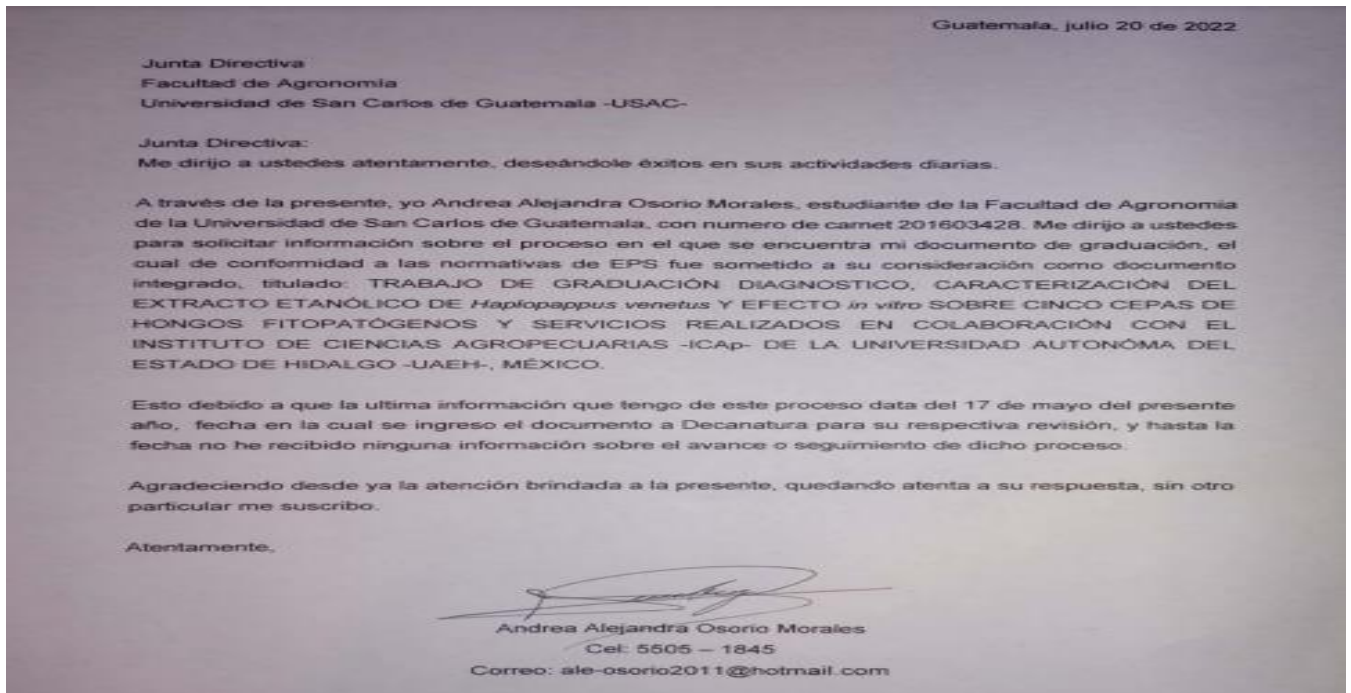 Guatemala, julio 20 de 2022
Junta Directiva
Facultad de Agronomia
Universidad de San Carlos de Guatemala -USAC-
Junta Directiva:
Me dirijo a ustedes atentamente, deseándole éxitos en sus actividades diarias.
A través de la presente, yo Andrea Alejandra Osorio Morales, estudiante de la Facultad de Agronomia
de la Universidad de San Carlos de Guatemala, con numero de carnet 201603428. Me dirijo a ustedes
para solicitar información sobre el proceso en el que se encuentra mi documento de graduación, el
cual de conformidad a las normativas de EPS fue sometido a su consideración como documento
integrado, titulado: TRABAJO DE GRADUACIÓN DIAGNOSTICO, CARACTERIZACIÓN DEL
EXTRACTO ETANÓLICO DE Haplopappus venetus Y EFECTO in vitro SOBRE CINCO CEPAS DE
HONGOS FITOPATÓGENOS Y SERVICIOS REALIZADOS EN COLABORACIÓN CON EL
INSTITUTO DE CIENCIAS AGROPECUARIAS -ICAp- DE LA UNIVERSIDAD AUTONÓMA DEL
ESTADO DE HIDALGO -UAEH-, MÉXICO.
Esto debido a que la ultima información que tengo de este proceso data del 17 de mayo del presente
año, fecha en la cual se ingreso el documento a Decanatura para su respectiva revisión, y hasta la
fecha no he recibido ninguna información sobre el avance o seguimiento de dicho proceso.
Agradeciendo desde ya la atención brindada a la presente, quedando atenta a su respuesta, sin otro
particular me suscribo.
Atentamente,
Andrea Alejandra Osorio Morales
Cel: 5505 – 1845
Correo: ale-osorio2011@hotmail.com